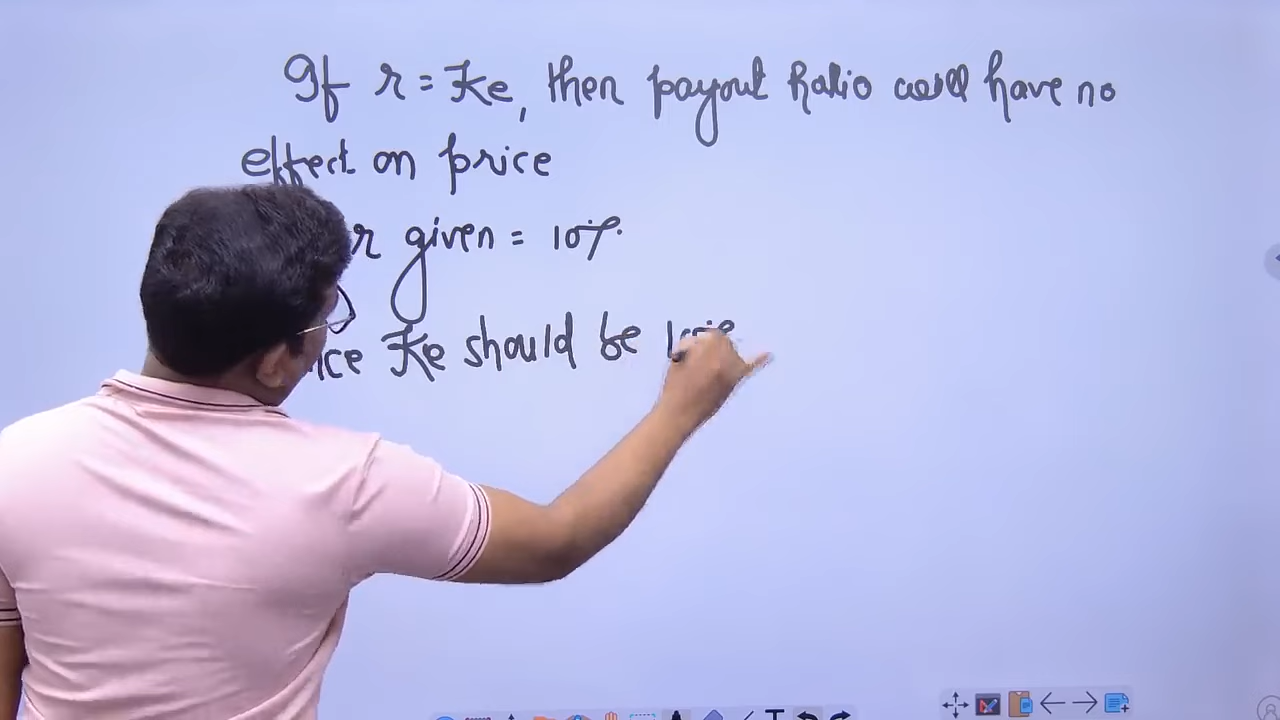 If r = Ke, then payout Ratio will have no
effect on price
r given = 10%.
Ke should be